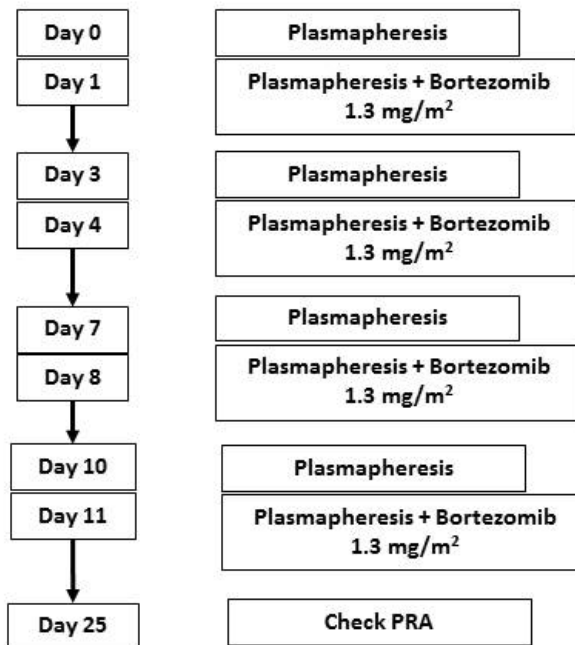 Day 0
Plasmapheresis
Day 1
Plasmapheresis + Bortezomib
1.3 mg/m²
Day 3
Plasmapheresis
Day 4
Plasmapheresis + Bortezomib
1.3 mg/m²
Day 7
Plasmapheresis
Day 8
Plasmapheresis + Bortezomib
1.3 mg/m²
Day 10
Plasmapheresis
Day 11
Plasmapheresis + Bortezomib
1.3 mg/m²
Day 25
Check PRA